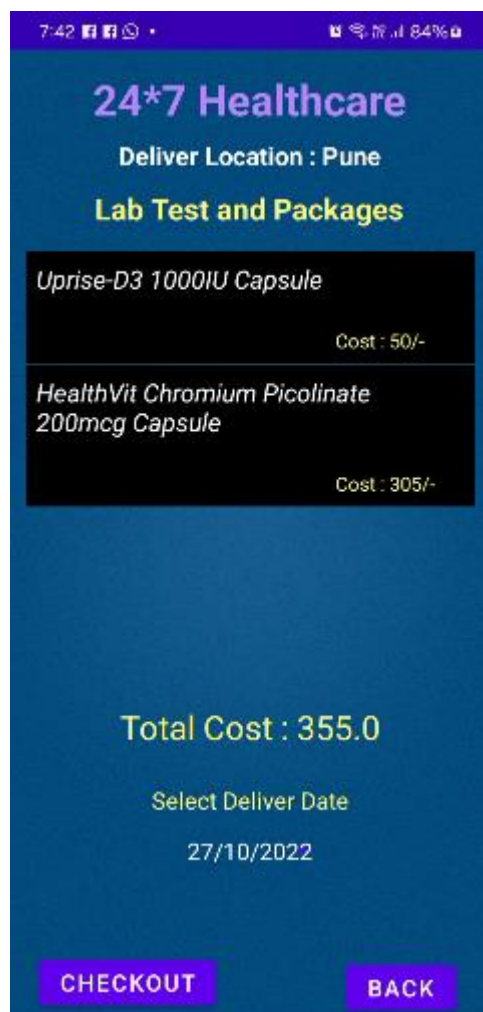 7:42
84%
24*7 Healthcare
Deliver Location : Pune
Lab Test and Packages
Uprise-D3 1000IU Capsule
Cost : 50/-
HealthVit Chromium Picolinate
200mcg Capsule
Cost : 305/-
Total Cost : 355.0
Select Deliver Date
27/10/2022
CHECKOUT
BACK